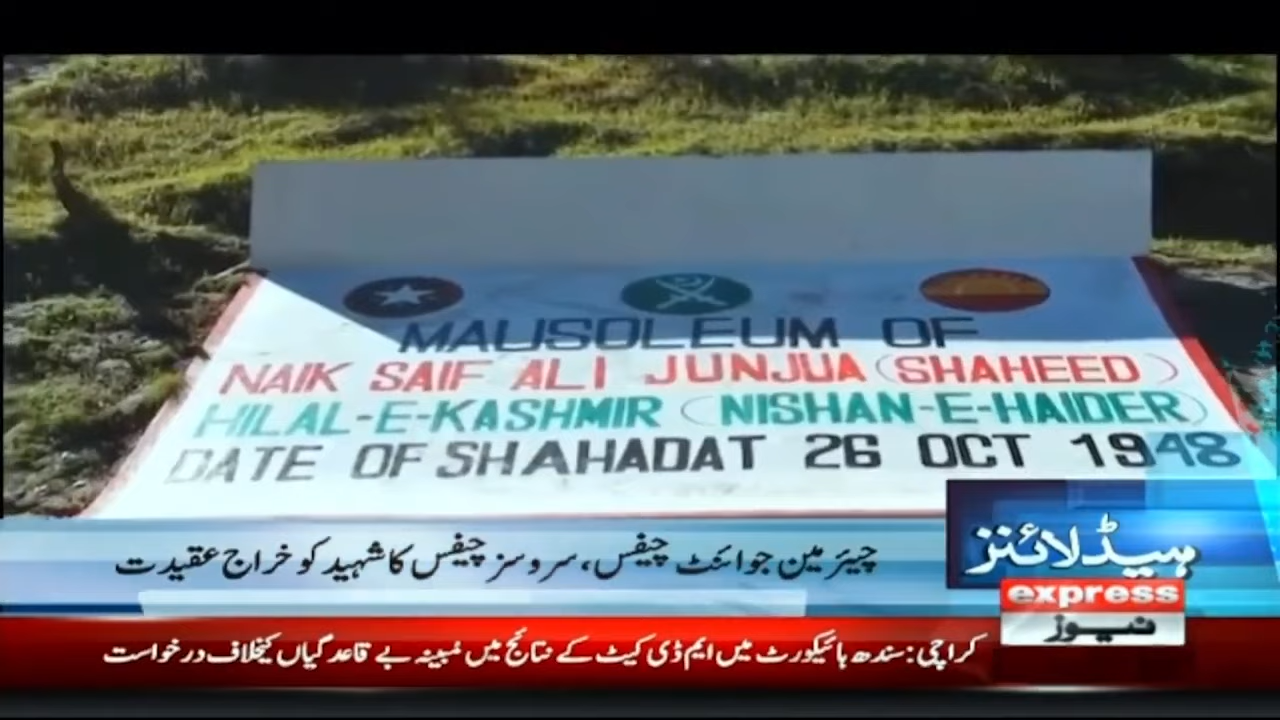 MAUSOLEUM OF
NAIK SAIF ALI JUNJUA (SHAHEED)
HILAL-E-KASHMIR (NISHAN-E-HAIDER)
DATE OF SHAHADAT 26 OCT 1948
ہیڈلائنز
چیئرمین جوائنٹ چیفس، سروسز چیفس کا شہید کو خراج عقیدت
express
نیوز
کراچی: سندھ ہائیکورٹ میں ایم ڈی کیٹ کے نتائج میں مبینہ بے قاعدگیاں کیخلاف درخواست